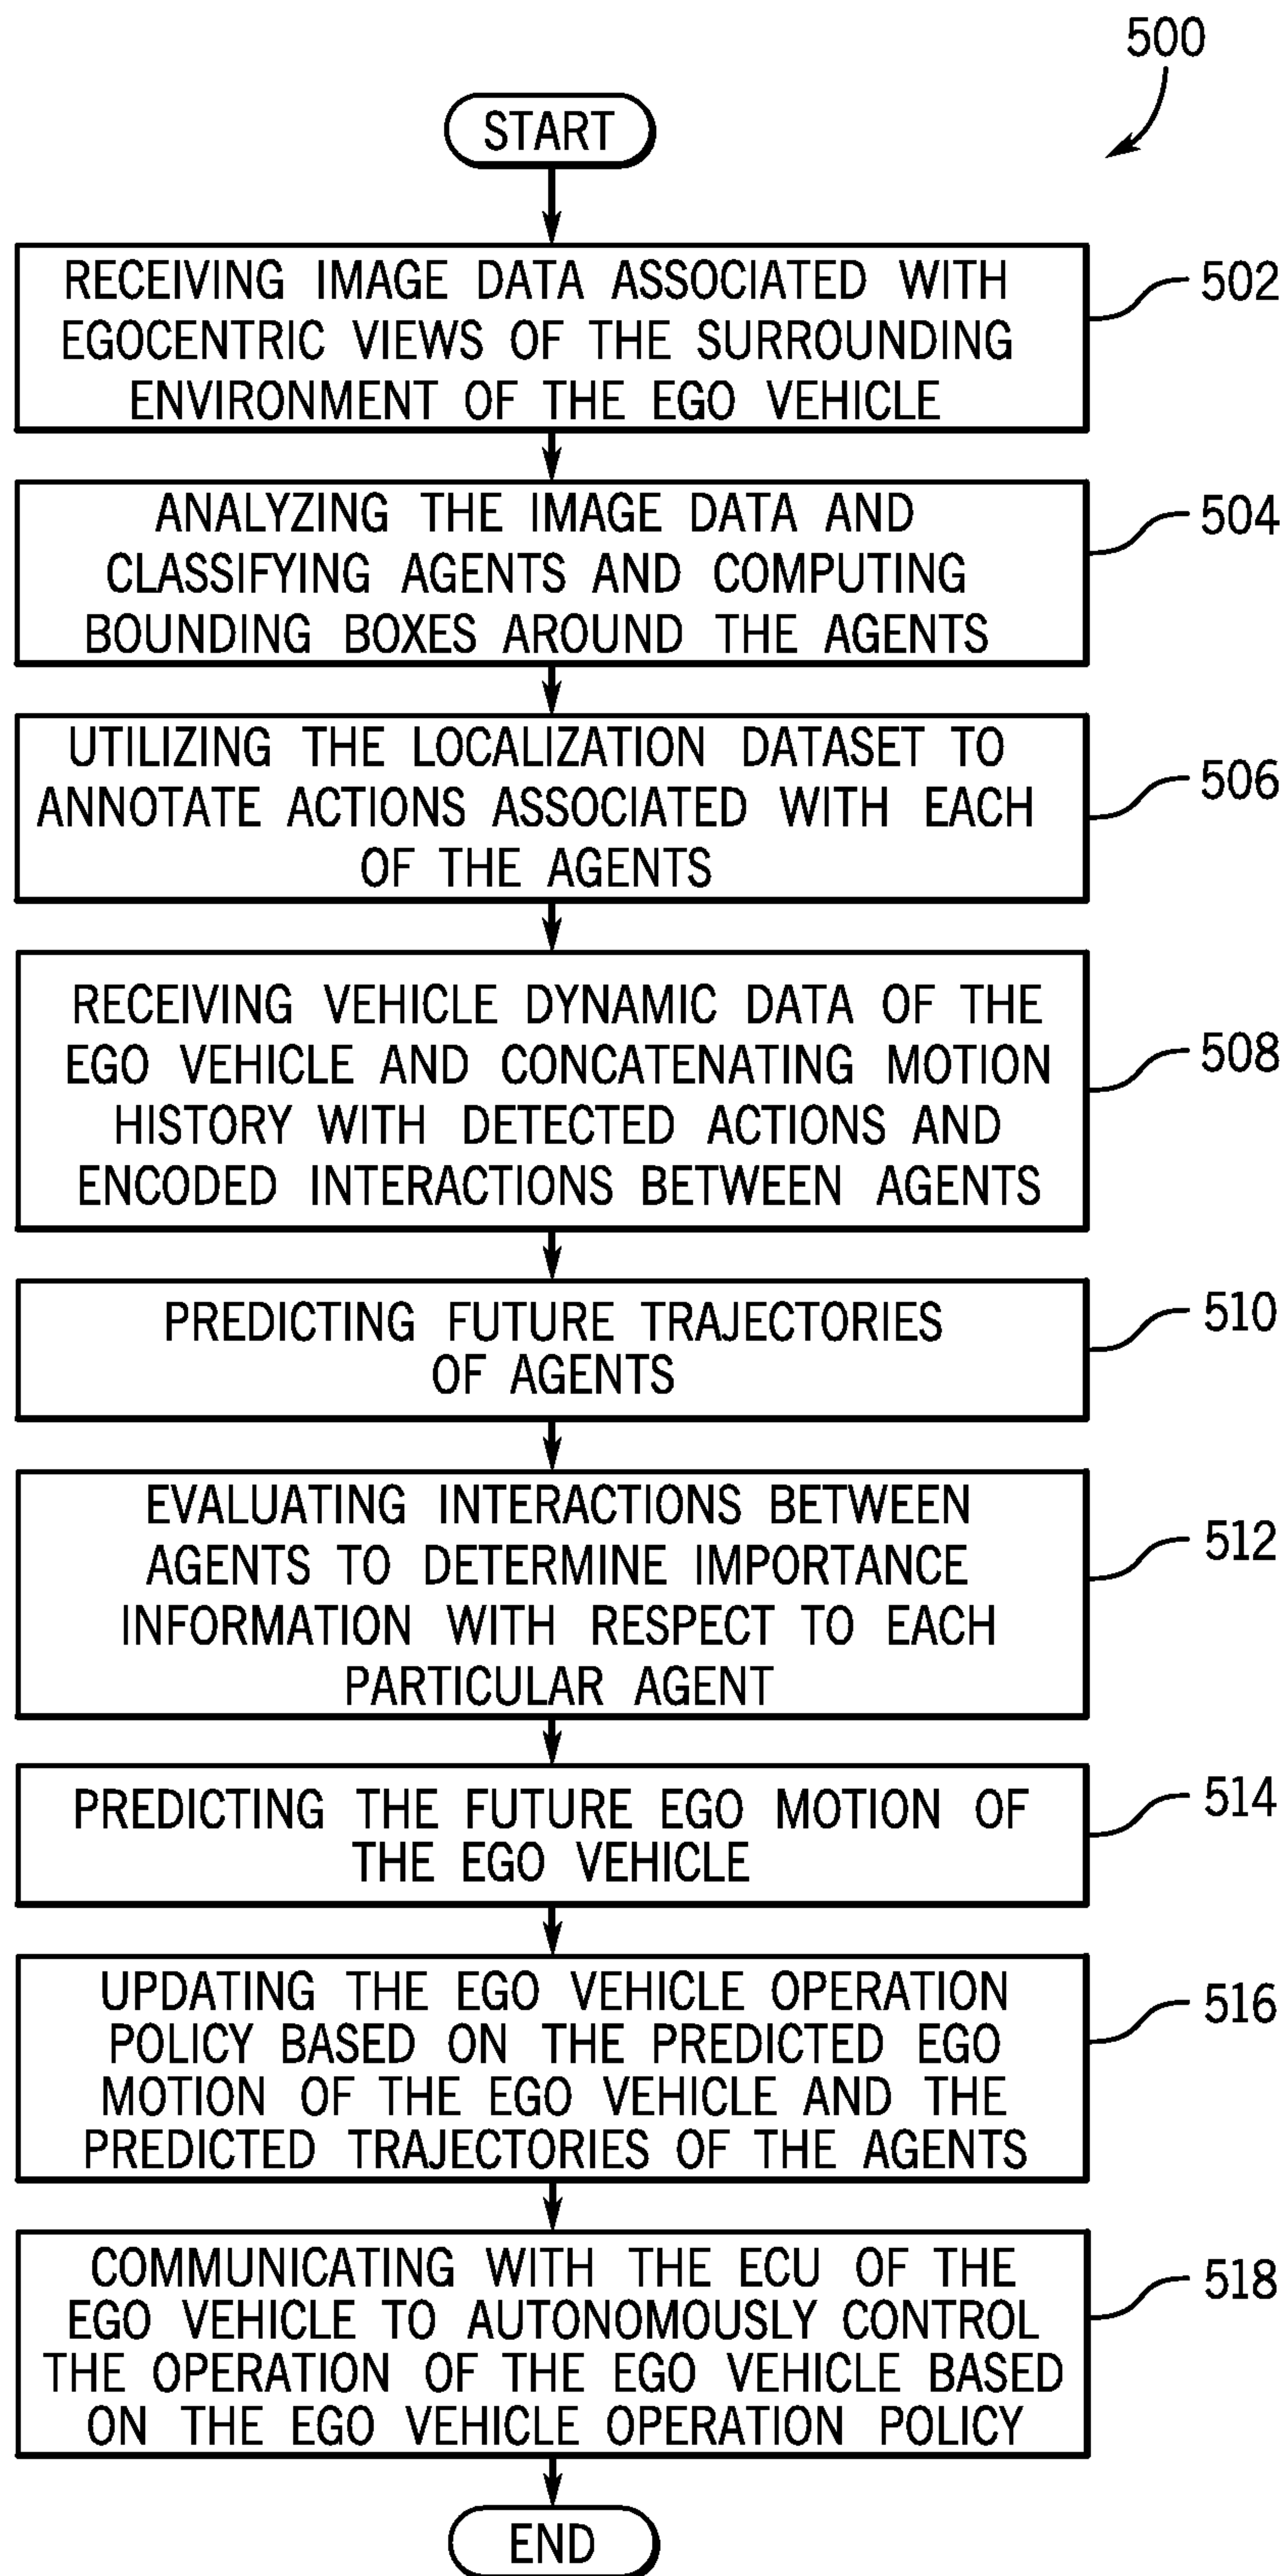 500
START
RECEIVING IMAGE DATA ASSOCIATED WITH
EGOCENTRIC VIEWS OF THE SURROUNDING
ENVIRONMENT OF THE EGO VEHICLE
502
ANALYZING THE IMAGE DATA AND
CLASSIFYING AGENTS AND COMPUTING
BOUNDING BOXES AROUND THE AGENTS
504
UTILIZING THE LOCALIZATION DATASET TO
ANNOTATE ACTIONS ASSOCIATED WITH EACH
OF THE AGENTS
506
RECEIVING VEHICLE DYNAMIC DATA OF THE
EGO VEHICLE AND CONCATENATING MOTION
HISTORY WITH DETECTED ACTIONS AND
ENCODED INTERACTIONS BETWEEN AGENTS
508
PREDICTING FUTURE TRAJECTORIES
OF AGENTS
510
EVALUATING INTERACTIONS BETWEEN
AGENTS TO DETERMINE IMPORTANCE
INFORMATION WITH RESPECT TO EACH
PARTICULAR AGENT
512
PREDICTING THE FUTURE EGO MOTION OF
THE EGO VEHICLE
514
UPDATING THE EGO VEHICLE OPERATION
POLICY BASED ON THE PREDICTED EGO
MOTION OF THE EGO VEHICLE AND THE
PREDICTED TRAJECTORIES OF THE AGENTS
516
COMMUNICATING WITH THE ECU OF THE
EGO VEHICLE TO AUTONOMOUSLY CONTROL
THE OPERATION OF THE EGO VEHICLE BASED
ON THE EGO VEHICLE OPERATION POLICY
518
END